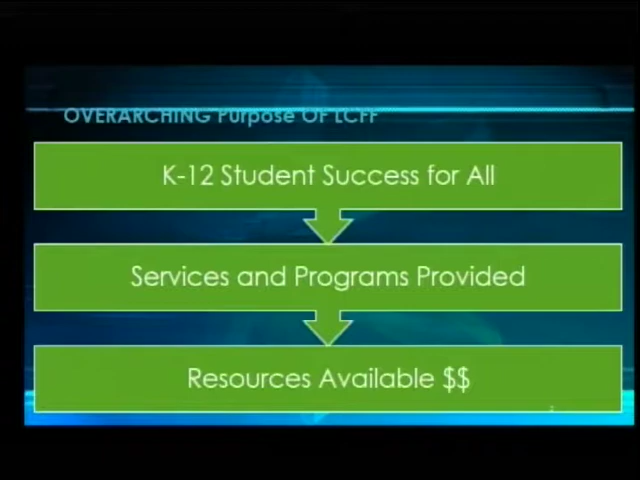 OVERARCHING Purpose OF LCFF
K-12 Student Success for All
Services and Programs Provided
Resources Available $$